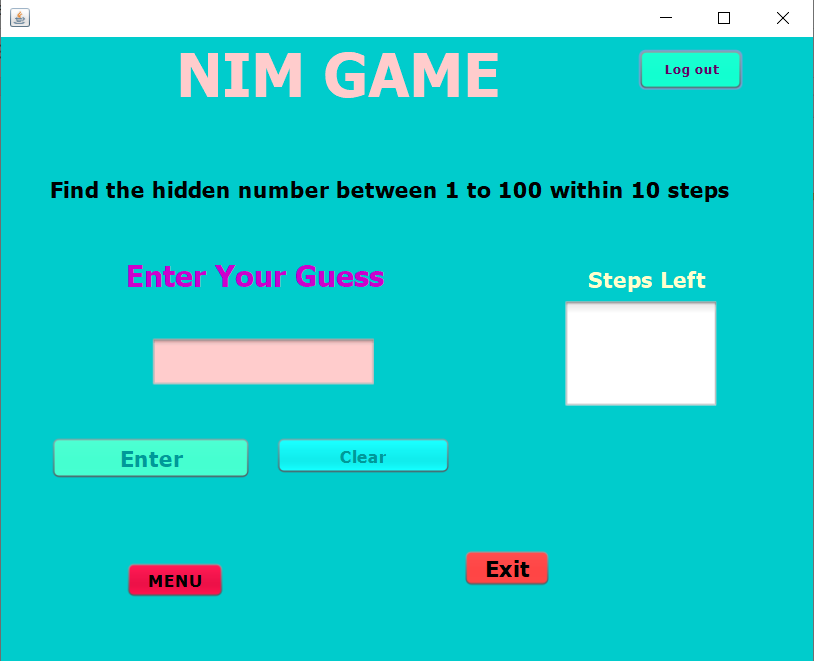 NIM GAME
Log out
Find the hidden number between 1 to 100 within 10 steps
Enter Your Guess
Steps Left
Enter
Clear
MENU
Exit